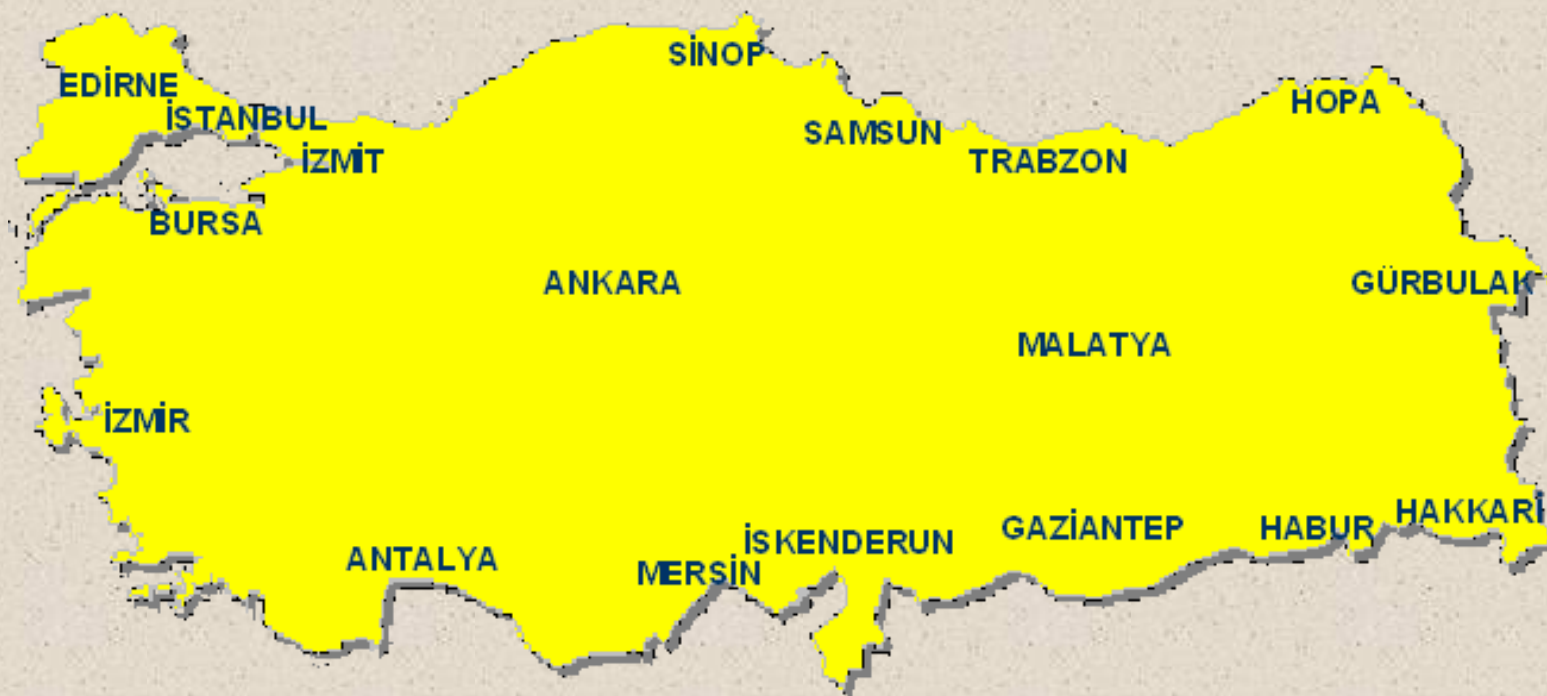 SİNOP
EDİRNE
HOPA
İSTANBUL
SAMSUN
İZMİT
TRABZON
BURSA
ANKARA
GÜRBULAK
MALATYA
İZMİR
HAKKARİ
GAZİANTEP
HABUR
İSKENDERUN
ANTALYA
MERSİN